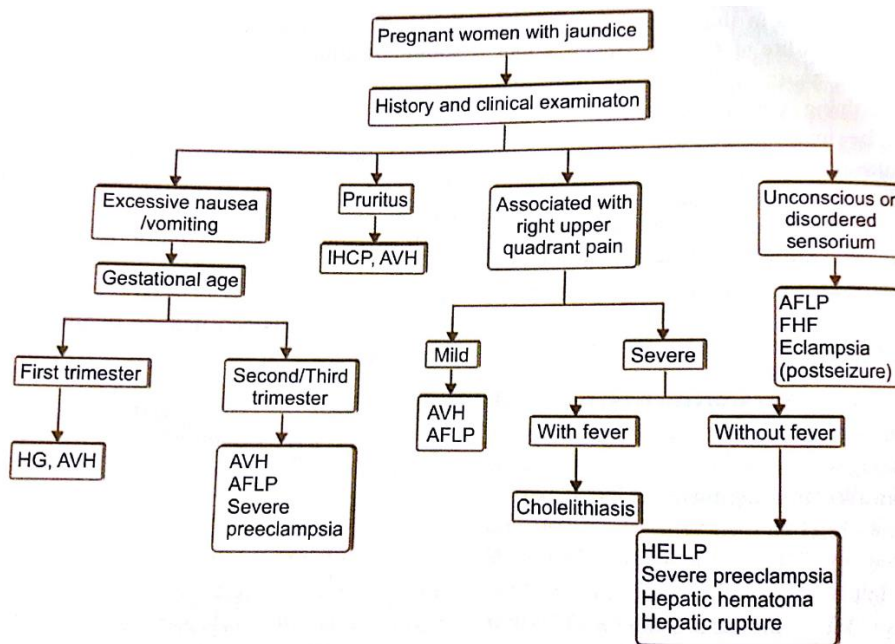 Pregnant women with jaundice
History and clinical examinaton
Excessive nausea
/vomiting
Pruritus
Associated with
right upper
quadrant pain
Unconscious or
disordered
sensorium
IHCP, AVH
Gestational age
AFLP
FHF
Eclampsia
(postseizure)
First trimester
Second/Third
trimester
Mild
Severe
HG, AVH
AVH
AFLP
Severe
preeclampsia
AVH
AFLP
With fever
Without fever
Cholelithiasis
HELLP
Severe preeclampsia
Hepatic hematoma
Hepatic rupture